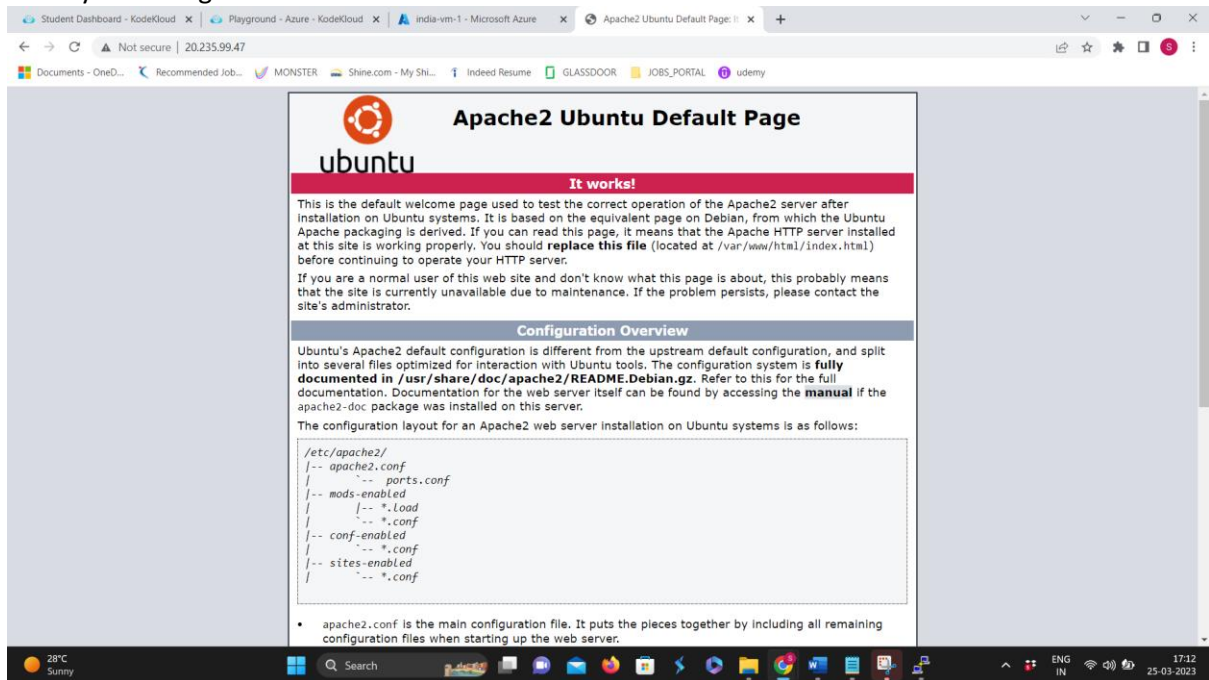 Student Dashboard - KodeKloud
Playground - Azure - KodeKloud
india-vm-1 - Microsoft Azure
Apache2 Ubuntu Default Page: I
Not secure | 20.235.99.47
S
Documents - OneD...
Recommended Job...
MONSTER
Shine.com - My Shi...
Indeed Resume
GLASSDOOR
JOBS_PORTAL
udemy
ubuntu
Apache2 Ubuntu Default Page
It works!
This is the default welcome page used to test the correct operation of the Apache2 server after
installation on Ubuntu systems. It is based on the equivalent page on Debian, from which the Ubuntu
Apache packaging is derived. If you can read this page, it means that the Apache HTTP server installed
at this site is working properly. You should replace this file (located at /var/www/html/index.html)
before continuing to operate your HTTP server.
If you are a normal user of this web site and don't know what this page is about, this probably means
that the site is currently unavailable due to maintenance. If the problem persists, please contact the
site's administrator.
Configuration Overview
Ubuntu's Apache2 default configuration is different from the upstream default configuration, and split
into several files optimized for interaction with Ubuntu tools. The configuration system is fully
documented in /usr/share/doc/apache2/README.Debian.gz. Refer to this for the full
documentation. Documentation for the web server itself can be found by accessing the manual if the
apache2-doc package was installed on this server.
The configuration layout for an Apache2 web server installation on Ubuntu systems is as follows:
/etc/apache2/
|-- apache2.conf
|       `--  ports.conf
|-- mods-enabled
|       |-- *.load
|       `-- *.conf
|-- conf-enabled
|       `-- *.conf
|-- sites-enabled
|       `-- *.conf
• apache2.conf is the main configuration file. It puts the pieces together by including all remaining
configuration files when starting up the web server.
28°C
Sunny
Search
ENG
IN
17:12
25-03-2023